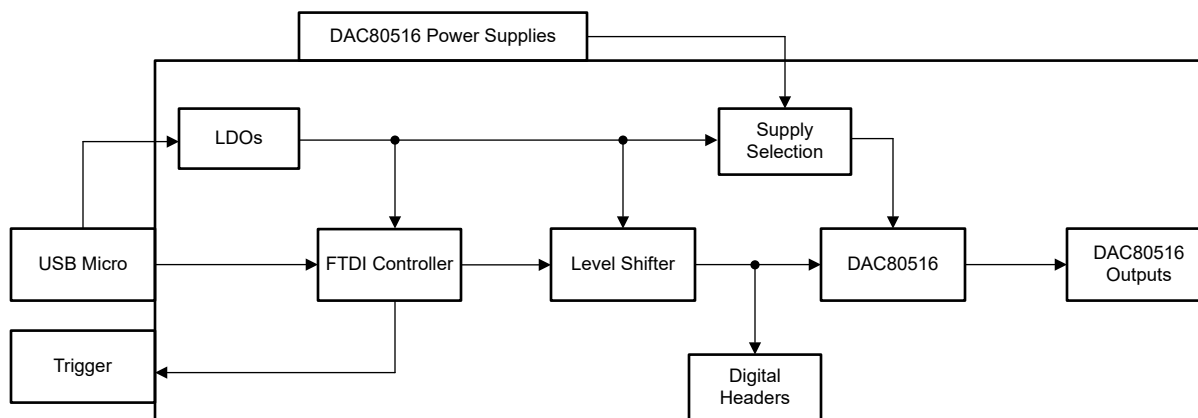 DAC80516 Power Supplies
LDOs
Supply
Selection
USB Micro
FTDI Controller
Level Shifter
DAC80516
DAC80516
Outputs
Trigger
Digital
Headers